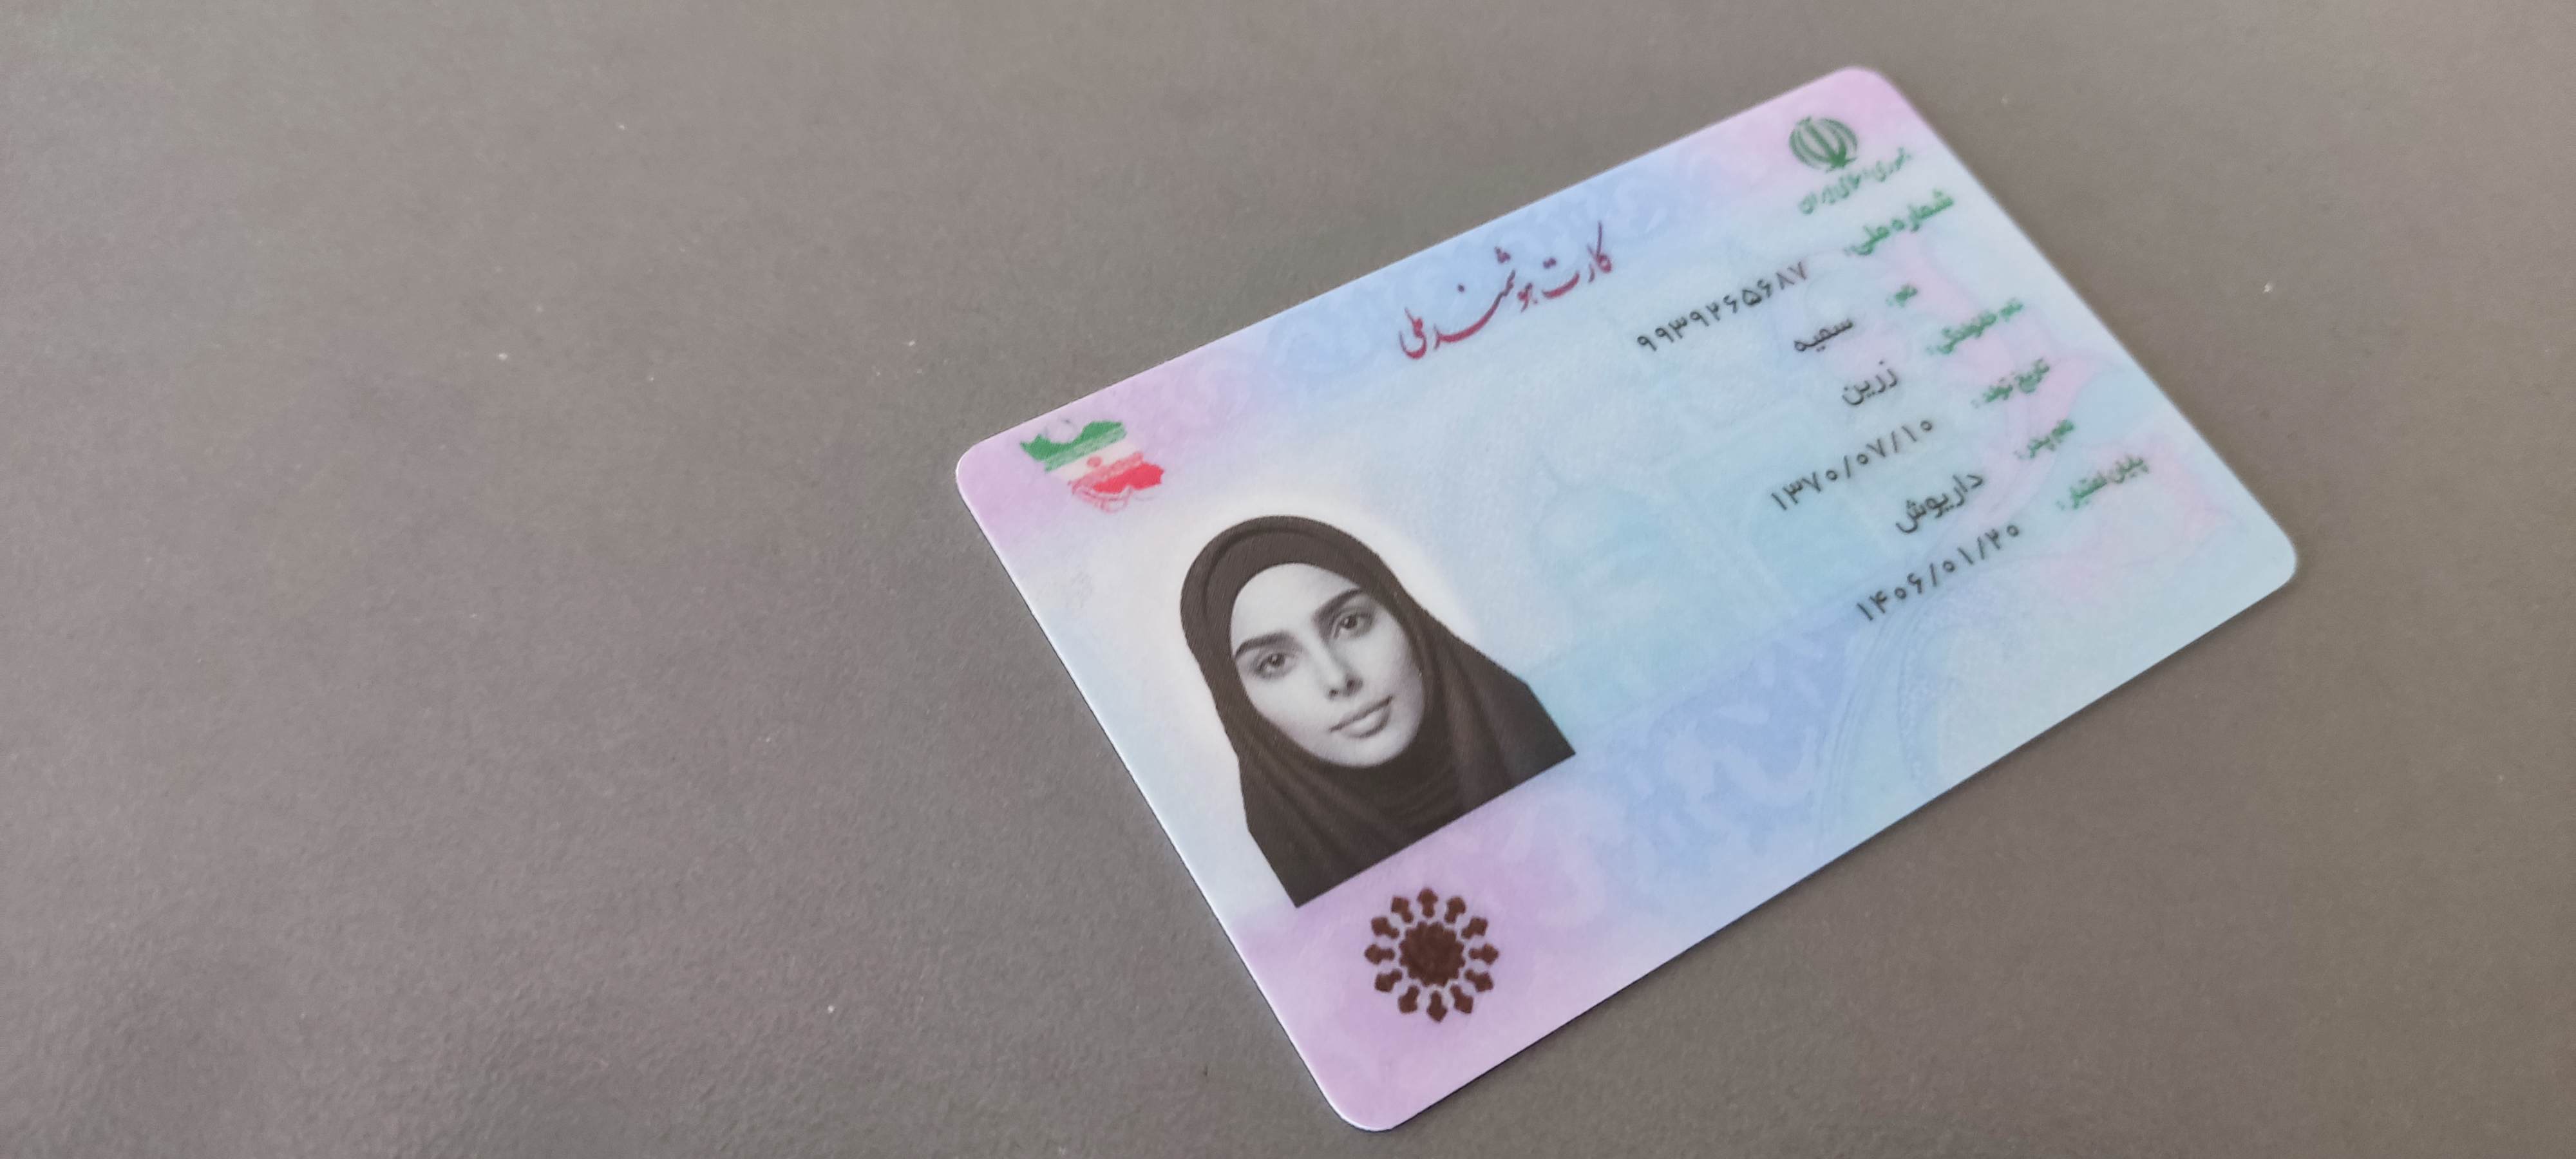 جمهوری اسلامی ایران
کارت هوشمند ملی
شماره ملی: ۹۹۳۹۲۶۵۶۸۷
نام: سمیه
نام خانوادگی: زرین
تاریخ تولد: ۱۳۷۰/۰۷/۱۰
نام پدر: داریوش
پایان اعتبار: ۱۴۰۶/۰۱/۲۰